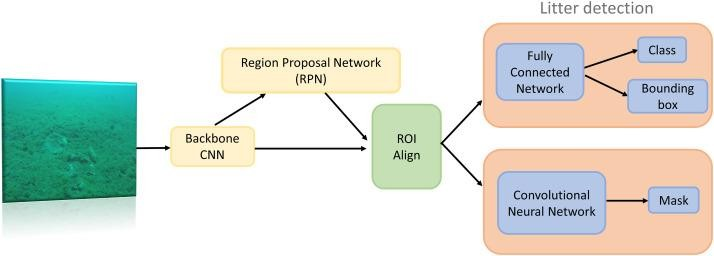 Litter detection
Region Proposal Network
(RPN)
Backbone
CNN
ROI
Align
Fully
Connected
Network
Class
Bounding
box
Convolutional
Neural Network
Mask